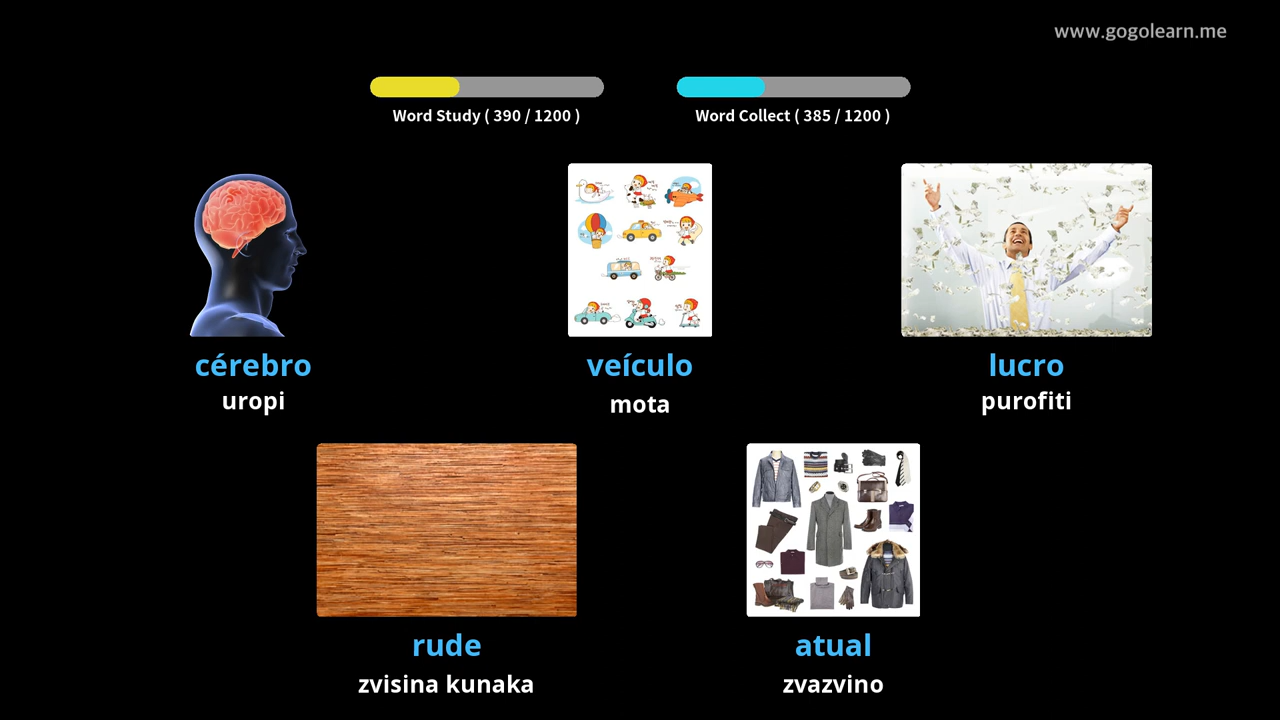 www.gogolearn.me
Word Study ( 390 / 1200 )
Word Collect ( 385 / 1200 )
cérebro
uropi
veículo
mota
lucro
purofiti
rude
zvisina kunaka
atual
zvazvino